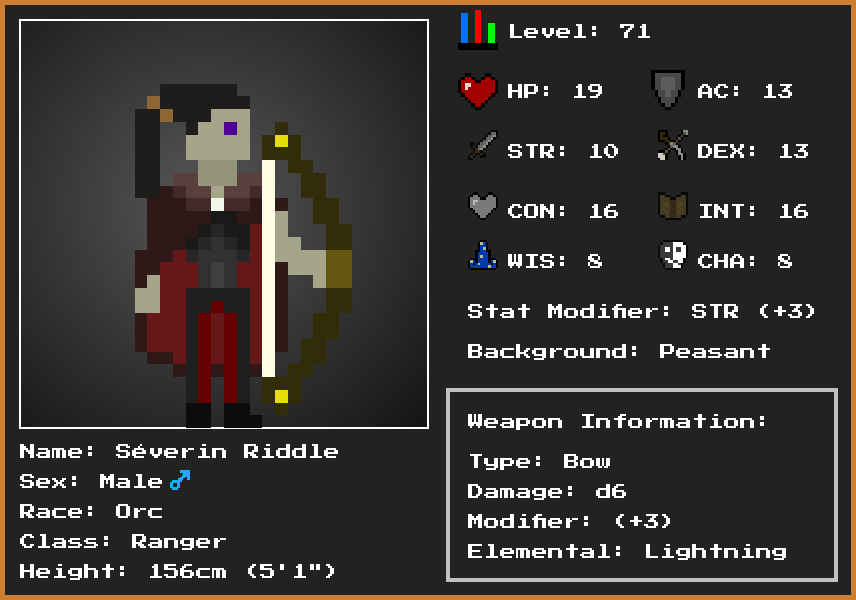 Level: 71
HP: 19
AC: 13
STR: 10
DEX: 13
CON: 16
INT: 16
WIS: 8
CHA: 8
Stat Modifier: STR (+3)
Background: Peasant
Weapon Information:
Type: Bow
Damage: d6
Modifier: (+3)
Elemental: Lightning
Name: Séverin Riddle
Sex: Male ♂
Race: Orc
Class: Ranger
Height: 156cm (5'1")